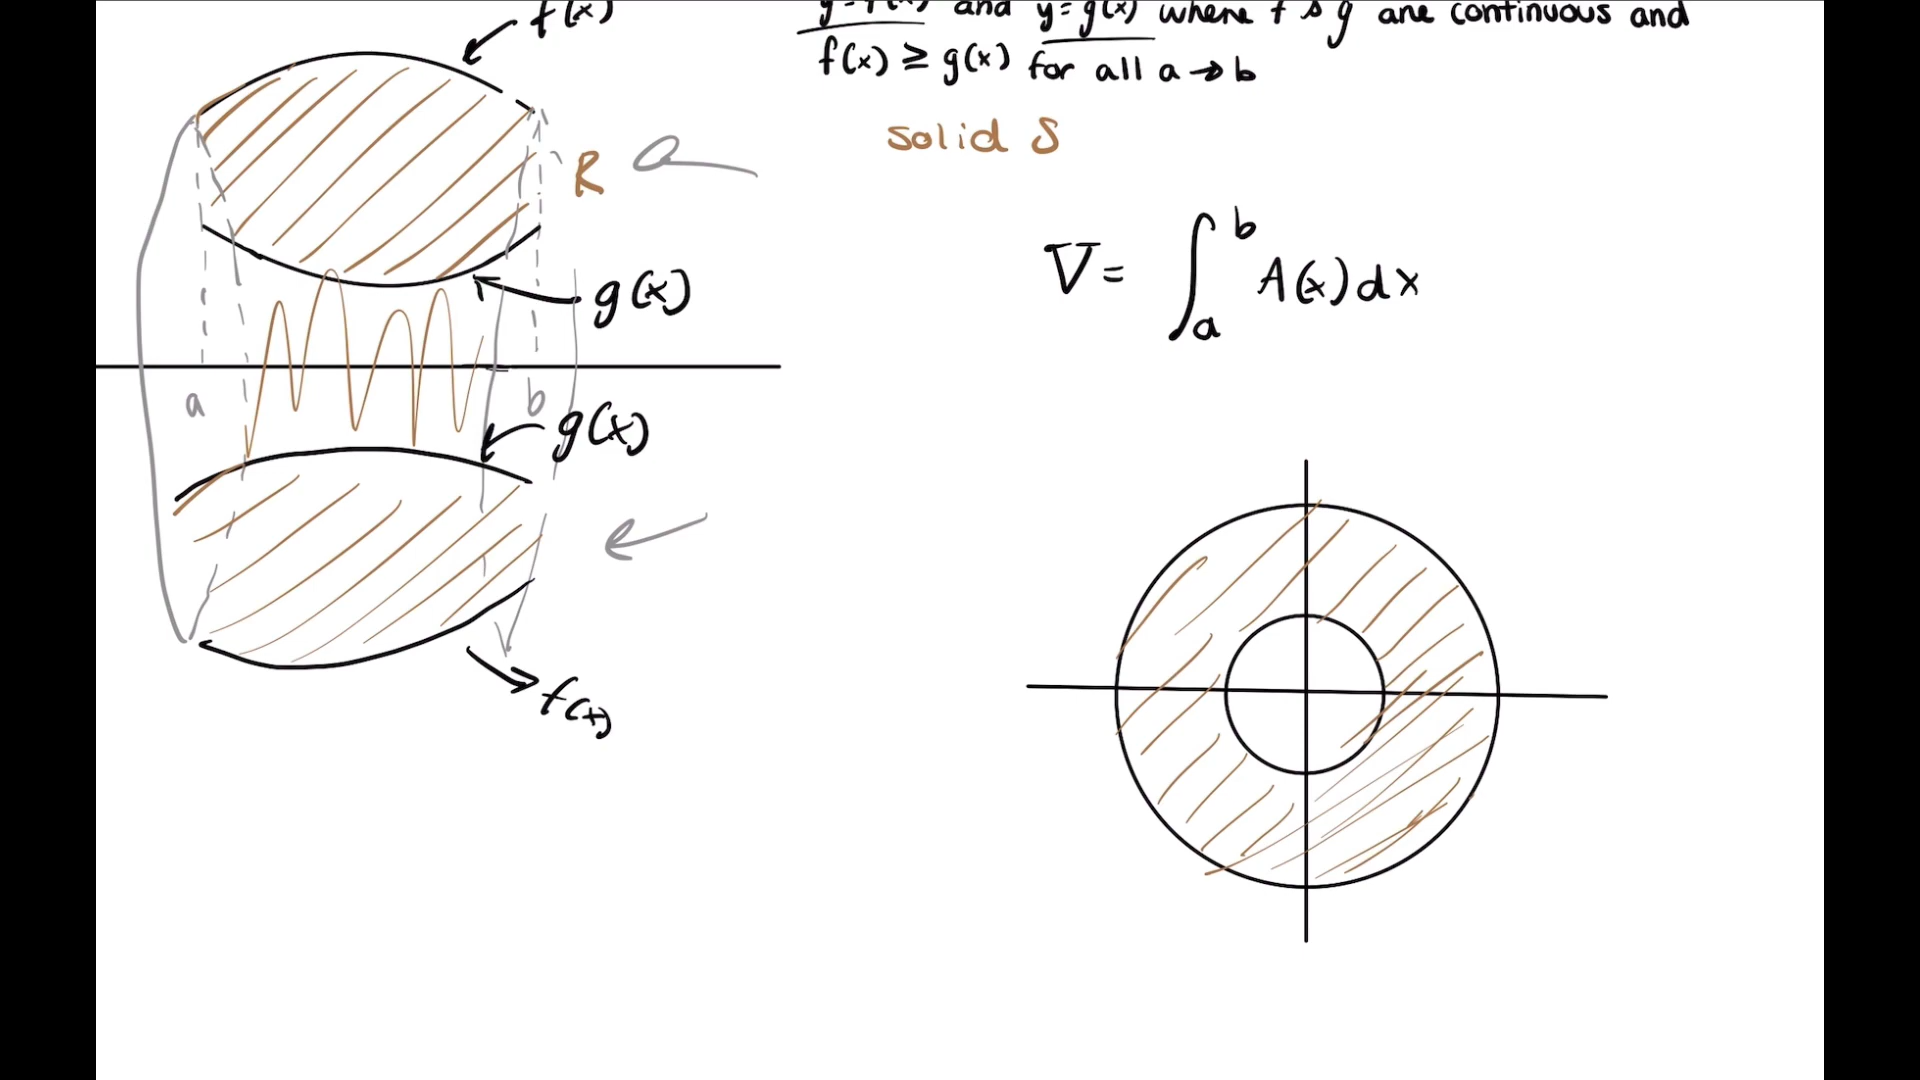 f(x)
y=f(x) and y=g(x) where f & g are continuous and
f(x) ≥ g(x) for all a → b
solid S
R
V = ∫_a^b A(x)dx
g(x)
a
b
g(x)
f(x)